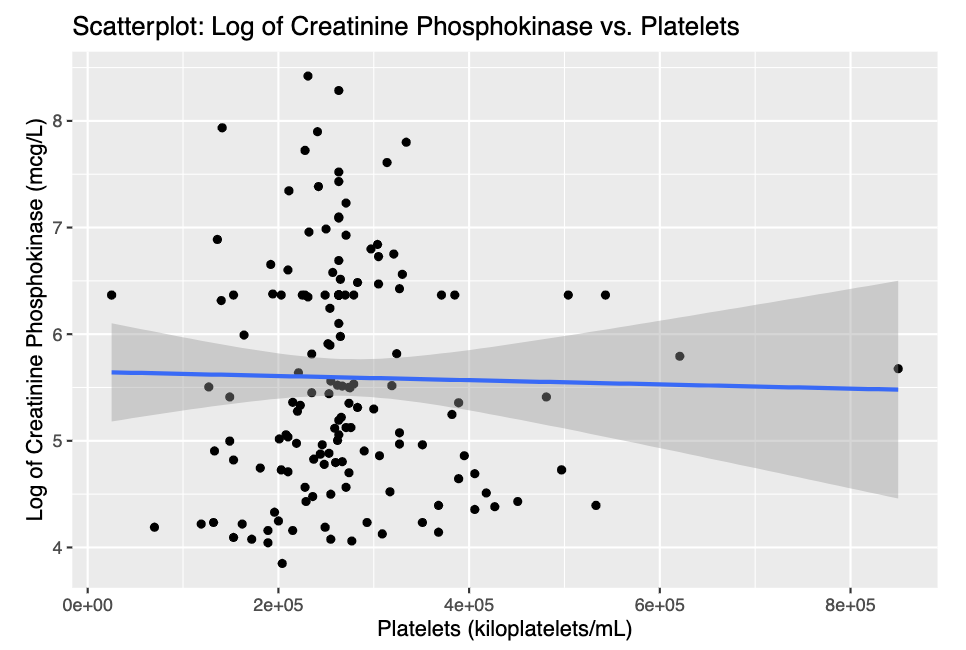 Scatterplot: Log of Creatinine Phosphokinase vs. Platelets
Log of Creatinine Phosphokinase (mcg/L)
8
7
6
5
4
0e+00 2e+05 4e+05 6e+05 8e+05
Platelets (kiloplatelets/mL)